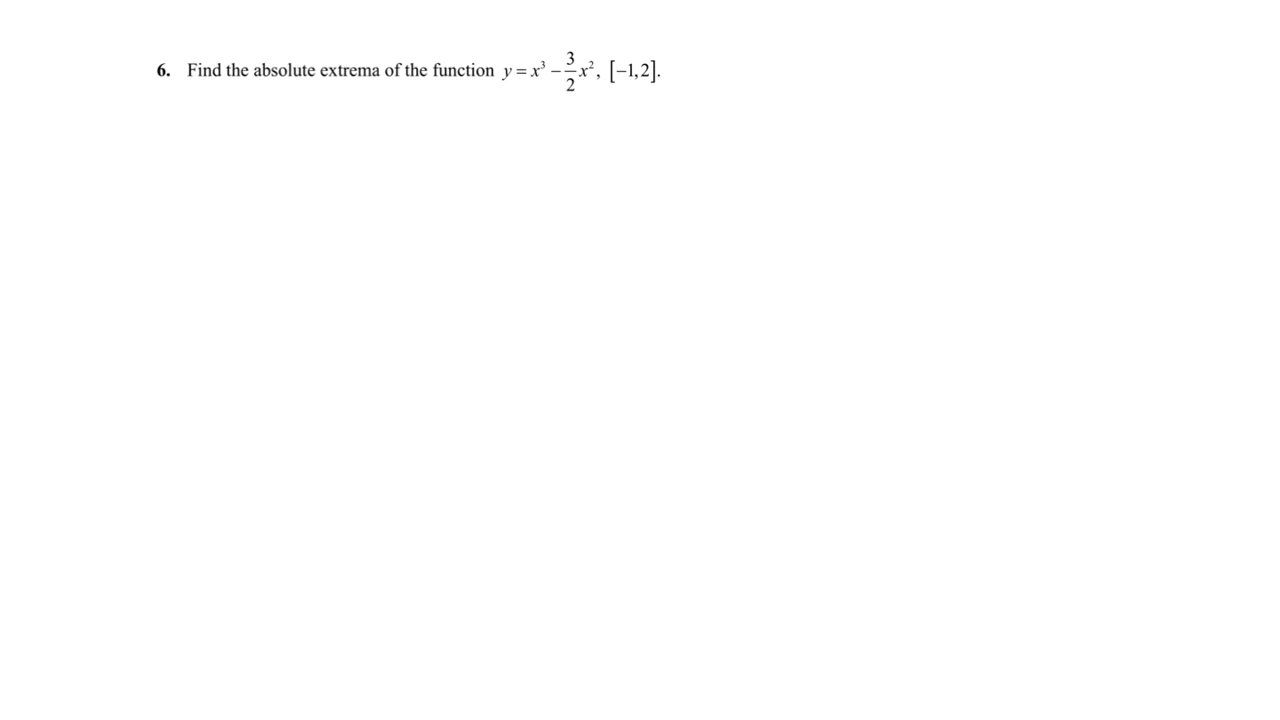 6. Find the absolute extrema of the function y = x³ − 3/2 x², [−1,2].